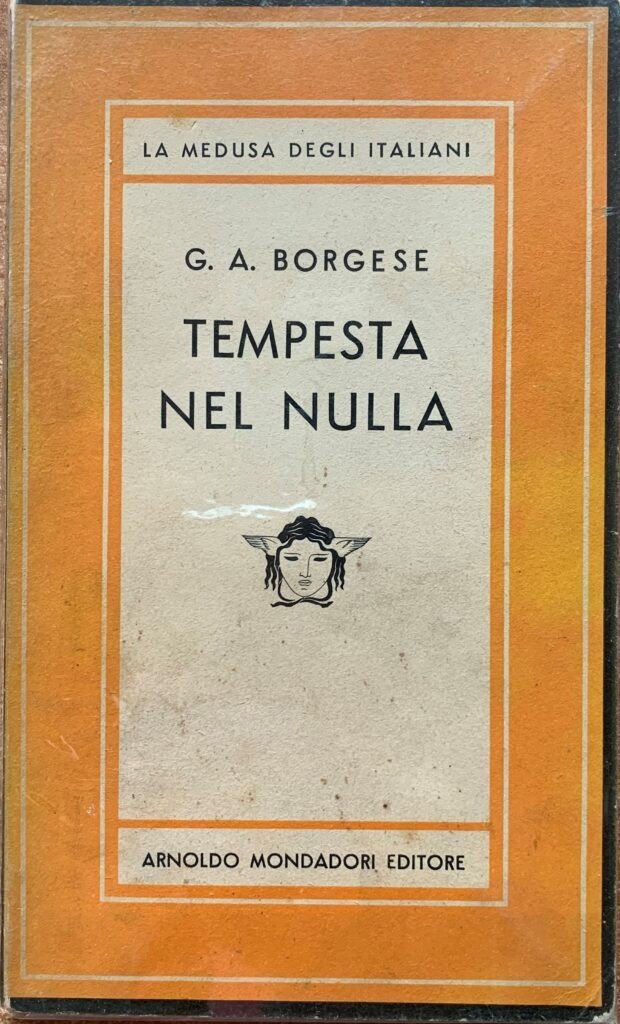 LA MEDUSA DEGLI ITALIANI
G. A. BORGESE
TEMPESTA
NEL NULLA
ARNOLDO MONDADORI EDITORE